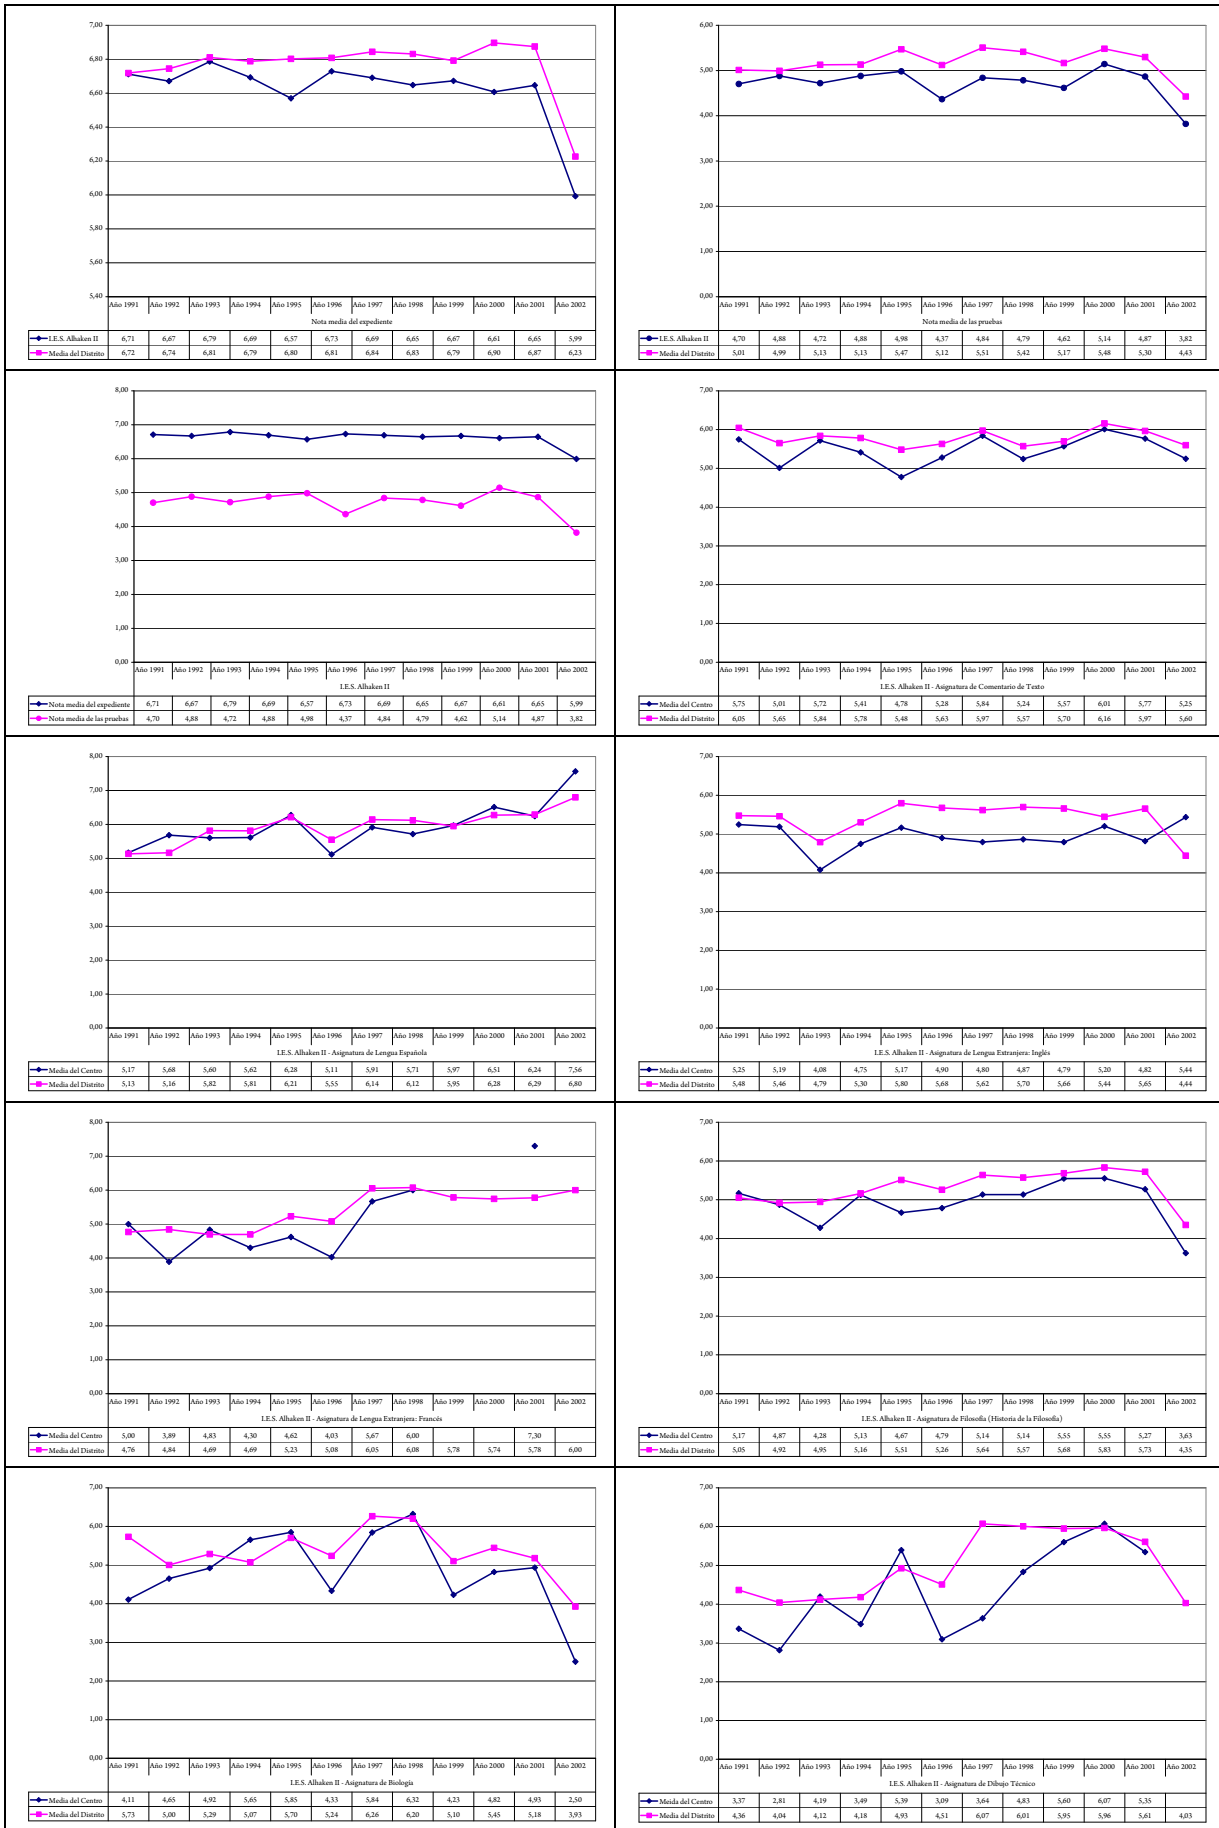 7,00
6,80
6,60
6,40
6,20
6,00
5,80
5,60
5,40
Año 1991 Año 1992 Año 1993 Año 1994 Año 1995 Año 1996 Año 1997 Año 1998 Año 1999 Año 2000 Año 2001 Año 2002
Nota media del expediente
I.E.S. Alhaken II 6,71 6,67 6,79 6,69 6,57 6,73 6,69 6,65 6,67 6,61 6,65 5,99
Media del Distrito 6,72 6,74 6,81 6,79 6,80 6,81 6,84 6,83 6,79 6,90 6,87 6,23
6,00
5,00
4,00
3,00
2,00
1,00
0,00
Año 1991 Año 1992 Año 1993 Año 1994 Año 1995 Año 1996 Año 1997 Año 1998 Año 1999 Año 2000 Año 2001 Año 2002
Nota media de las pruebas
I.E.S. Alhaken II 4,70 4,88 4,72 4,88 4,98 4,37 4,84 4,79 4,62 5,14 4,87 3,82
Media del Distrito 5,01 4,99 5,13 5,13 5,47 5,12 5,51 5,42 5,17 5,48 5,30 4,43
8,00
7,00
6,00
5,00
4,00
3,00
2,00
1,00
0,00
Año 1991 Año 1992 Año 1993 Año 1994 Año 1995 Año 1996 Año 1997 Año 1998 Año 1999 Año 2000 Año 2001 Año 2002
I.E.S. Alhaken II
Nota media del expediente 6,71 6,67 6,79 6,69 6,57 6,73 6,69 6,65 6,67 6,61 6,65 5,99
Nota media de las pruebas 4,70 4,88 4,72 4,88 4,98 4,37 4,84 4,79 4,62 5,14 4,87 3,82
7,00
6,00
5,00
4,00
3,00
2,00
1,00
0,00
Año 1991 Año 1992 Año 1993 Año 1994 Año 1995 Año 1996 Año 1997 Año 1998 Año 1999 Año 2000 Año 2001 Año 2002
I.E.S. Alhaken II - Asignatura de Comentario de Texto
Media del Centro 5,75 5,01 5,72 5,41 4,78 5,28 5,84 5,24 5,57 6,01 5,77 5,25
Media del Distrito 6,05 5,65 5,84 5,78 5,48 5,63 5,97 5,57 5,70 6,16 5,97 5,60
8,00
7,00
6,00
5,00
4,00
3,00
2,00
1,00
0,00
Año 1991 Año 1992 Año 1993 Año 1994 Año 1995 Año 1996 Año 1997 Año 1998 Año 1999 Año 2000 Año 2001 Año 2002
I.E.S. Alhaken II - Asignatura de Lengua Española
Media del Centro 5,17 5,68 5,60 5,62 6,28 5,11 5,91 5,71 5,97 6,51 6,24 7,56
Media del Distrito 5,13 5,16 5,82 5,81 6,21 5,55 6,14 6,12 5,95 6,28 6,29 6,80
7,00
6,00
5,00
4,00
3,00
2,00
1,00
0,00
Año 1991 Año 1992 Año 1993 Año 1994 Año 1995 Año 1996 Año 1997 Año 1998 Año 1999 Año 2000 Año 2001 Año 2002
I.E.S. Alhaken II - Asignatura de Lengua Extranjera: Inglés
Media del Centro 5,25 5,19 4,08 4,75 5,17 4,90 4,80 4,87 4,79 5,20 4,82 5,44
Media del Distrito 5,48 5,46 4,79 5,30 5,80 5,68 5,62 5,70 5,66 5,44 5,65 4,44
8,00
7,00
6,00
5,00
4,00
3,00
2,00
1,00
0,00
Año 1991 Año 1992 Año 1993 Año 1994 Año 1995 Año 1996 Año 1997 Año 1998 Año 1999 Año 2000 Año 2001 Año 2002
I.E.S. Alhaken II - Asignatura de Lengua Extranjera: Francés
Media del Centro 5,00 3,89 4,83 4,30 4,62 4,03 5,67 6,00 7,30
Media del Distrito 4,76 4,84 4,69 4,69 5,23 5,08 6,05 6,08 5,78 5,74 5,78 6,00
7,00
6,00
5,00
4,00
3,00
2,00
1,00
0,00
Año 1991 Año 1992 Año 1993 Año 1994 Año 1995 Año 1996 Año 1997 Año 1998 Año 1999 Año 2000 Año 2001 Año 2002
I.E.S. Alhaken II - Asignatura de Filosofía (Historia de la Filosofía)
Media del Centro 5,17 4,87 4,28 5,13 4,67 4,79 5,14 5,14 5,55 5,55 5,27 3,63
Media del Distrito 5,05 4,92 4,95 5,16 5,51 5,26 5,64 5,57 5,68 5,83 5,73 4,35
7,00
6,00
5,00
4,00
3,00
2,00
1,00
0,00
Año 1991 Año 1992 Año 1993 Año 1994 Año 1995 Año 1996 Año 1997 Año 1998 Año 1999 Año 2000 Año 2001 Año 2002
I.E.S. Alhaken II - Asignatura de Biología
Media del Centro 4,11 4,65 4,92 5,65 5,85 4,33 5,84 6,32 4,23 4,82 4,93 2,50
Media del Distrito 5,73 5,00 5,29 5,07 5,70 5,24 6,26 6,20 5,10 5,45 5,18 3,93
7,00
6,00
5,00
4,00
3,00
2,00
1,00
0,00
Año 1991 Año 1992 Año 1993 Año 1994 Año 1995 Año 1996 Año 1997 Año 1998 Año 1999 Año 2000 Año 2001 Año 2002
I.E.S. Alhaken II - Asignatura de Dibujo Técnico
Meida del Centro 3,37 2,81 4,19 3,49 5,39 3,09 3,64 4,83 5,60 6,07 5,35
Media del Distrito 4,36 4,04 4,12 4,18 4,93 4,51 6,07 6,01 5,95 5,96 5,61 4,03